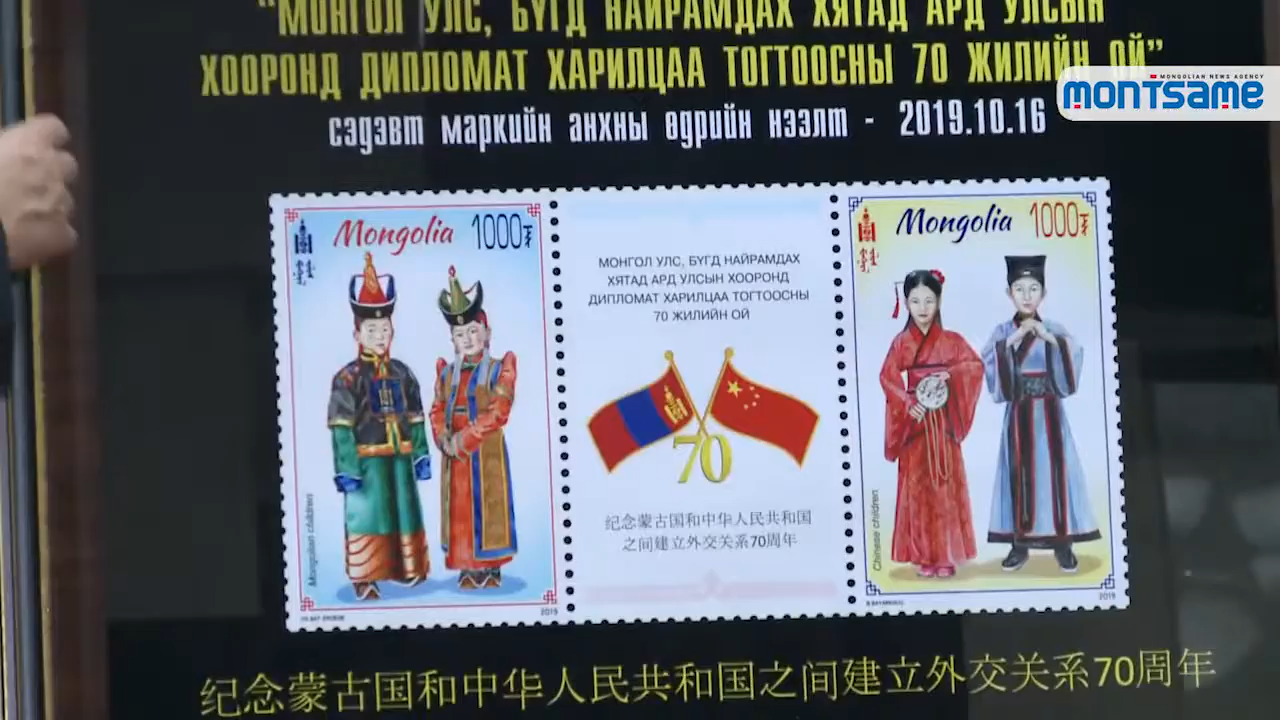 “МОНГОЛ УЛС, БҮГД НАЙРАМДАХ ХЯТАД АРД УЛСЫН
ХООРОНД ДИПЛОМАТ ХАРИЛЦАА ТОГТООСНЫ 70 ЖИЛИЙН ОЙ”
MONGOLIAN NEWS AGENCY
MONTSAME
сэдэвт маркийн анхны өдрийн нээлт - 2019.10.16
Mongolia 1000₮
Mongolian children
2019
МОНГОЛ УЛС, БҮГД НАЙРАМДАХ
ХЯТАД АРД УЛСЫН ХООРОНД
ДИПЛОМАТ ХАРИЛЦАА ТОГТООСНЫ
70 ЖИЛИЙН ОЙ
70
纪念蒙古国和中华人民共和国
之间建立外交关系70周年
Mongolia 1000₮
Chinese children
2019
纪念蒙古国和中华人民共和国之间建立外交关系70周年